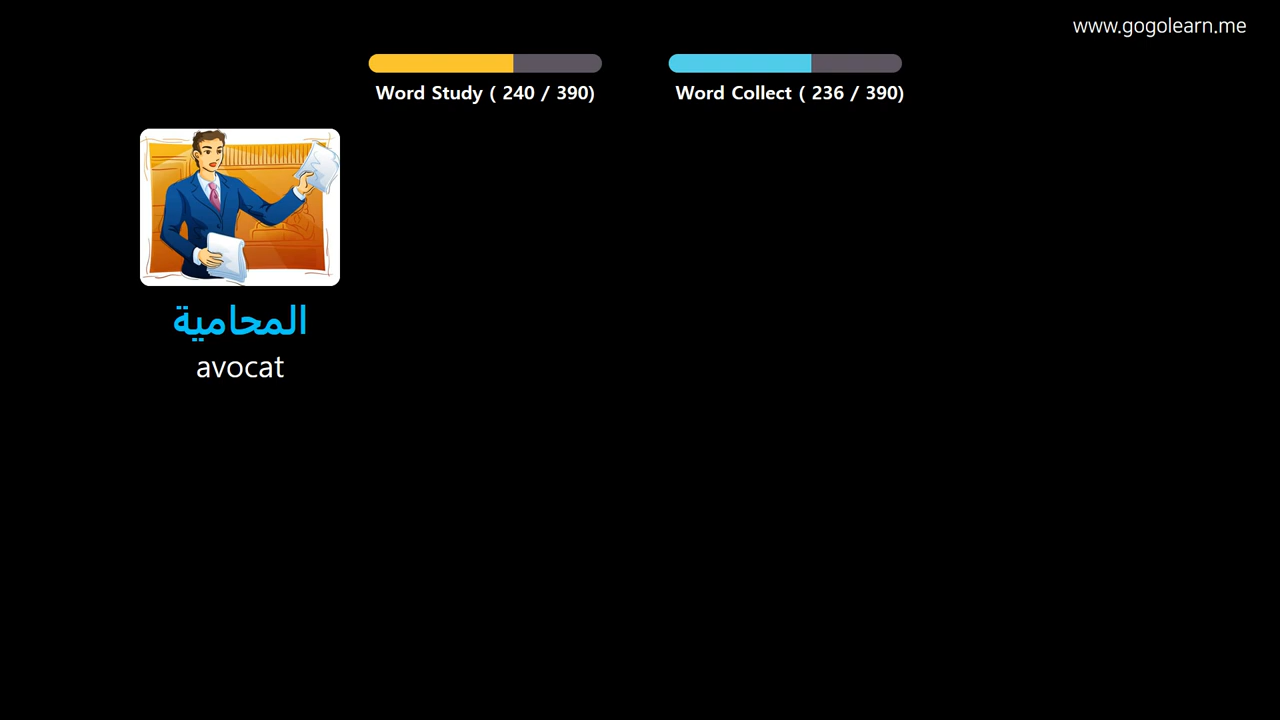 www.gogolearn.me
Word Study ( 240 / 390)
Word Collect ( 236 / 390)
المحامية
avocat